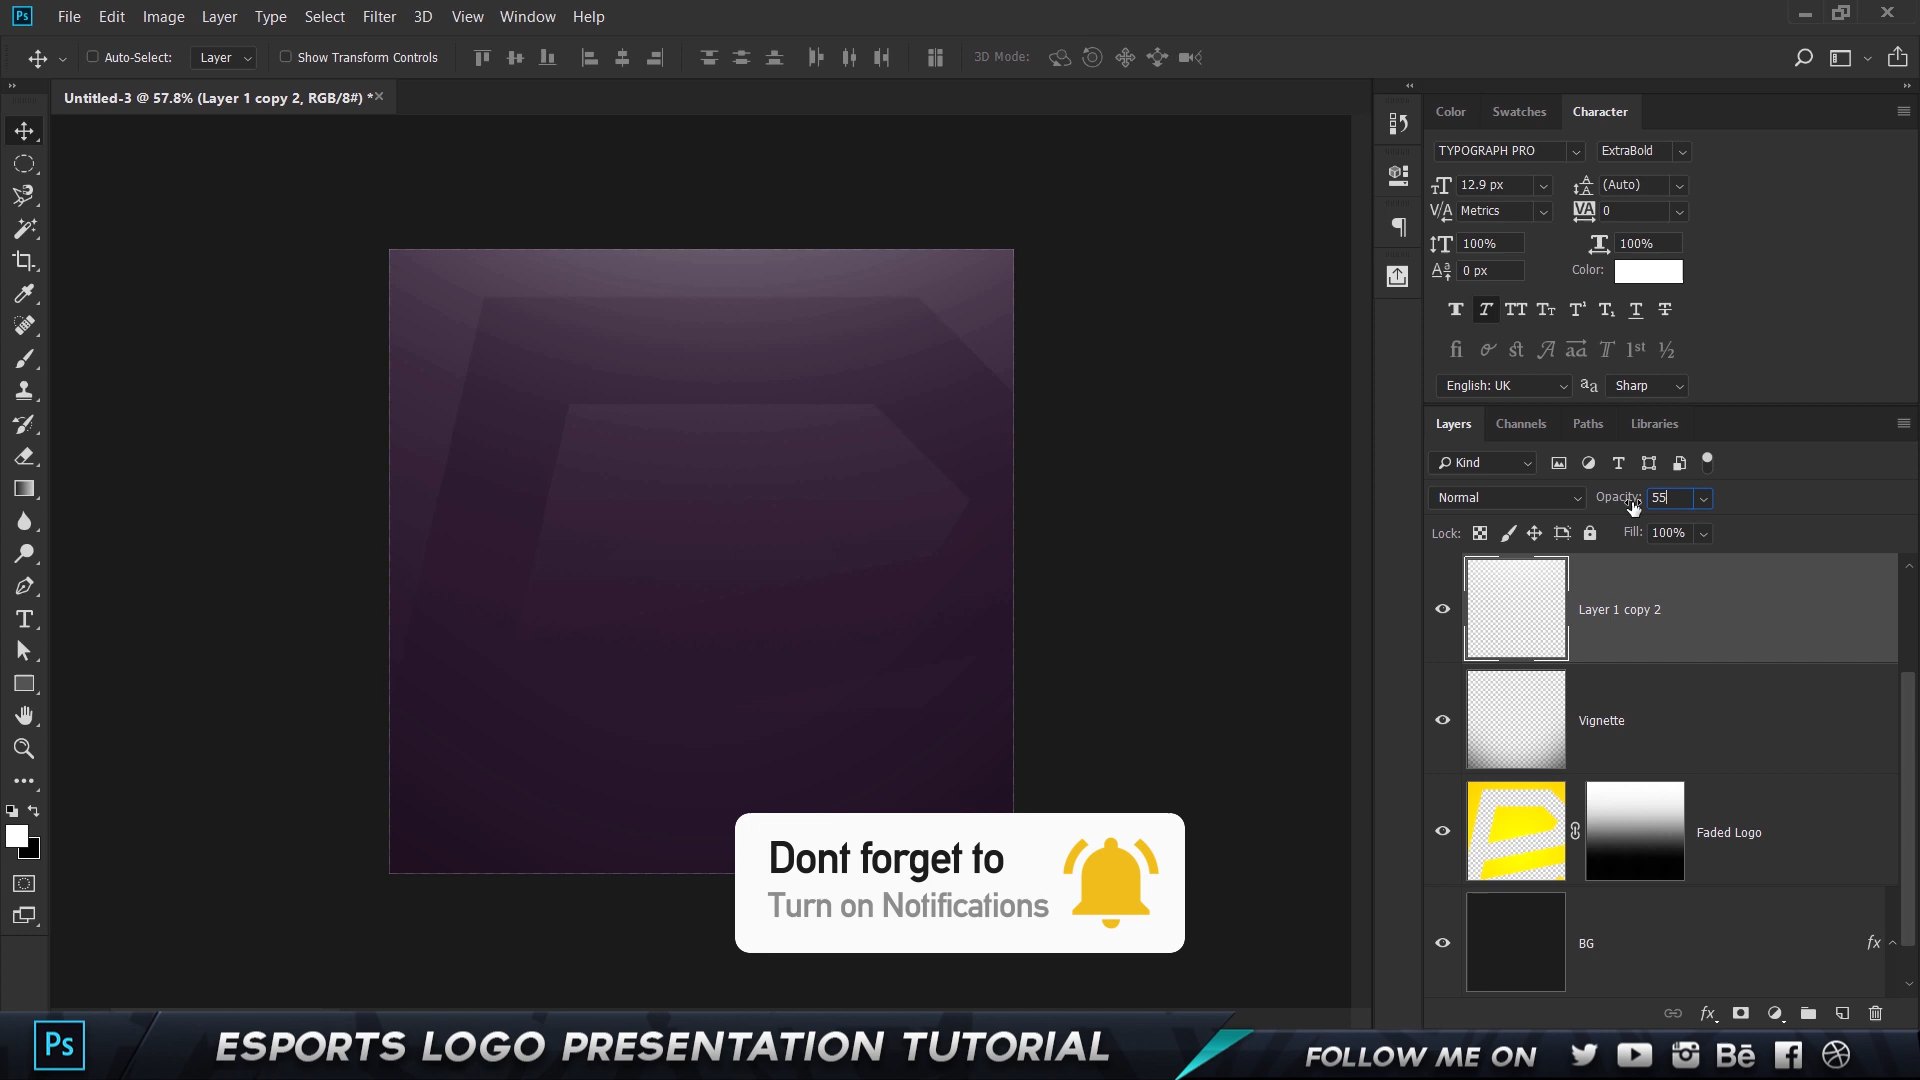 Ps File Edit Image Layer Type Select Filter 3D View Window Help
Auto-Select: Layer Show Transform Controls 3D Mode:
Untitled-3 @ 57.8% (Layer 1 copy 2, RGB/8#) *
Color Swatches Character
TYPOGRAPH PRO ExtraBold
12.9 px (Auto)
Metrics 0
100% 100%
0 px Color:
English: UK Sharp
Layers Channels Paths Libraries
Kind
Normal Opacity: 55
Lock: Fill: 100%
Layer 1 copy 2
Vignette
Faded Logo
BG fx
Dont forget to
Turn on Notifications
Ps ESPORTS LOGO PRESENTATION TUTORIAL
FOLLOW ME ON